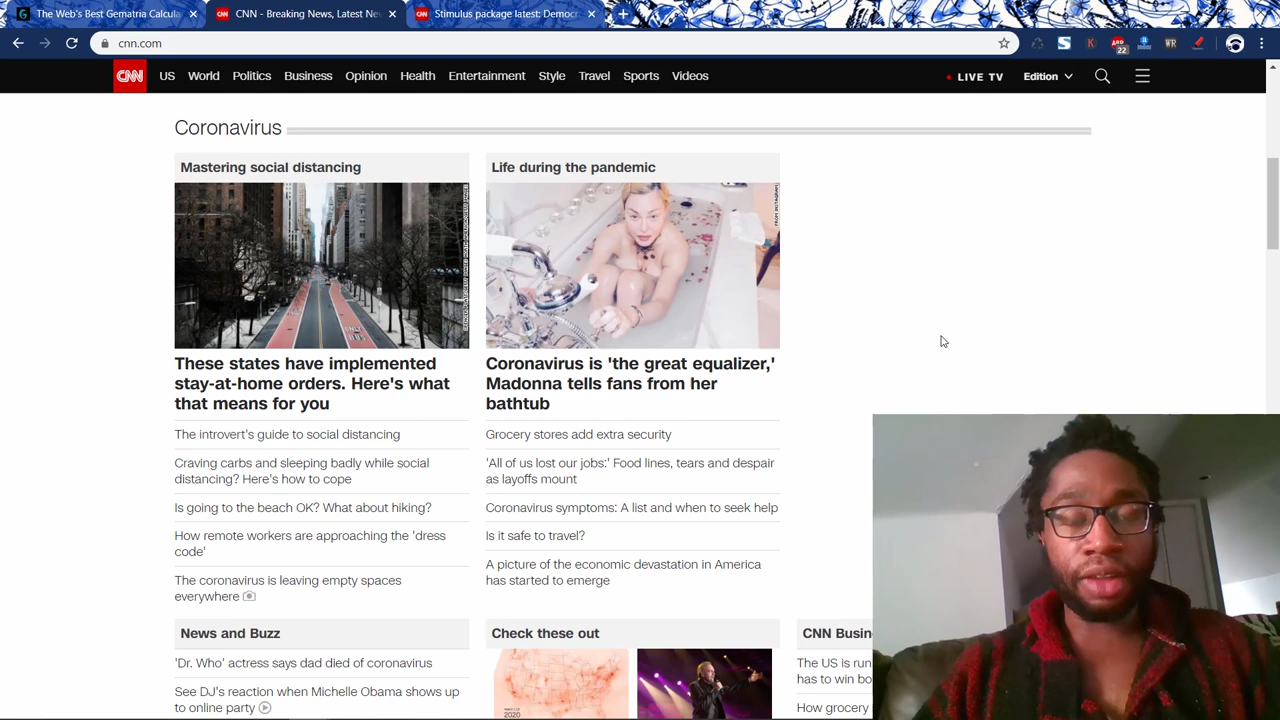 The Web's Best Gematria Calcula
CNN - Breaking News, Latest Ne
Stimulus package latest: Democ
cnn.com
22
WR
CNN US World Politics Business Opinion Health Entertainment Style Travel Sports Videos LIVE TV Edition
Coronavirus
Mastering social distancing
These states have implemented
stay-at-home orders. Here's what
that means for you
The introvert's guide to social distancing
Craving carbs and sleeping badly while social
distancing? Here's how to cope
Is going to the beach OK? What about hiking?
How remote workers are approaching the 'dress
code'
The coronavirus is leaving empty spaces
everywhere
Life during the pandemic
FROM INSTAGRAM
Coronavirus is 'the great equalizer,'
Madonna tells fans from her
bathtub
Grocery stores add extra security
'All of us lost our jobs:' Food lines, tears and despair
as layoffs mount
Coronavirus symptoms: A list and when to seek help
Is it safe to travel?
A picture of the economic devastation in America
has started to emerge
News and Buzz
'Dr. Who' actress says dad died of coronavirus
See DJ's reaction when Michelle Obama shows up
to online party
Check these out
2020
CNN Busin
The US is run
has to win bo
How grocery